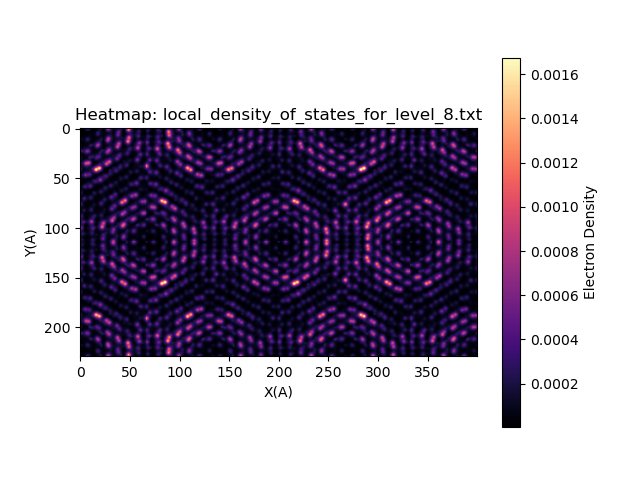 Heatmap: local_density_of_states_for_level_8.txt
0
50
100
150
200
Y(A)
0 50 100 150 200 250 300 350
X(A)
0.0016
0.0014
0.0012
0.0010
0.0008
0.0006
0.0004
0.0002
Electron Density